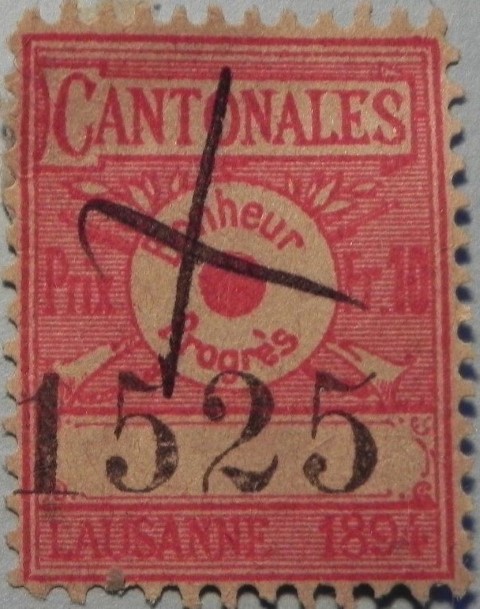 CANTONALES
Bonheur
Prix Fr. 10
Progrès
1525
LAUSANNE 1894